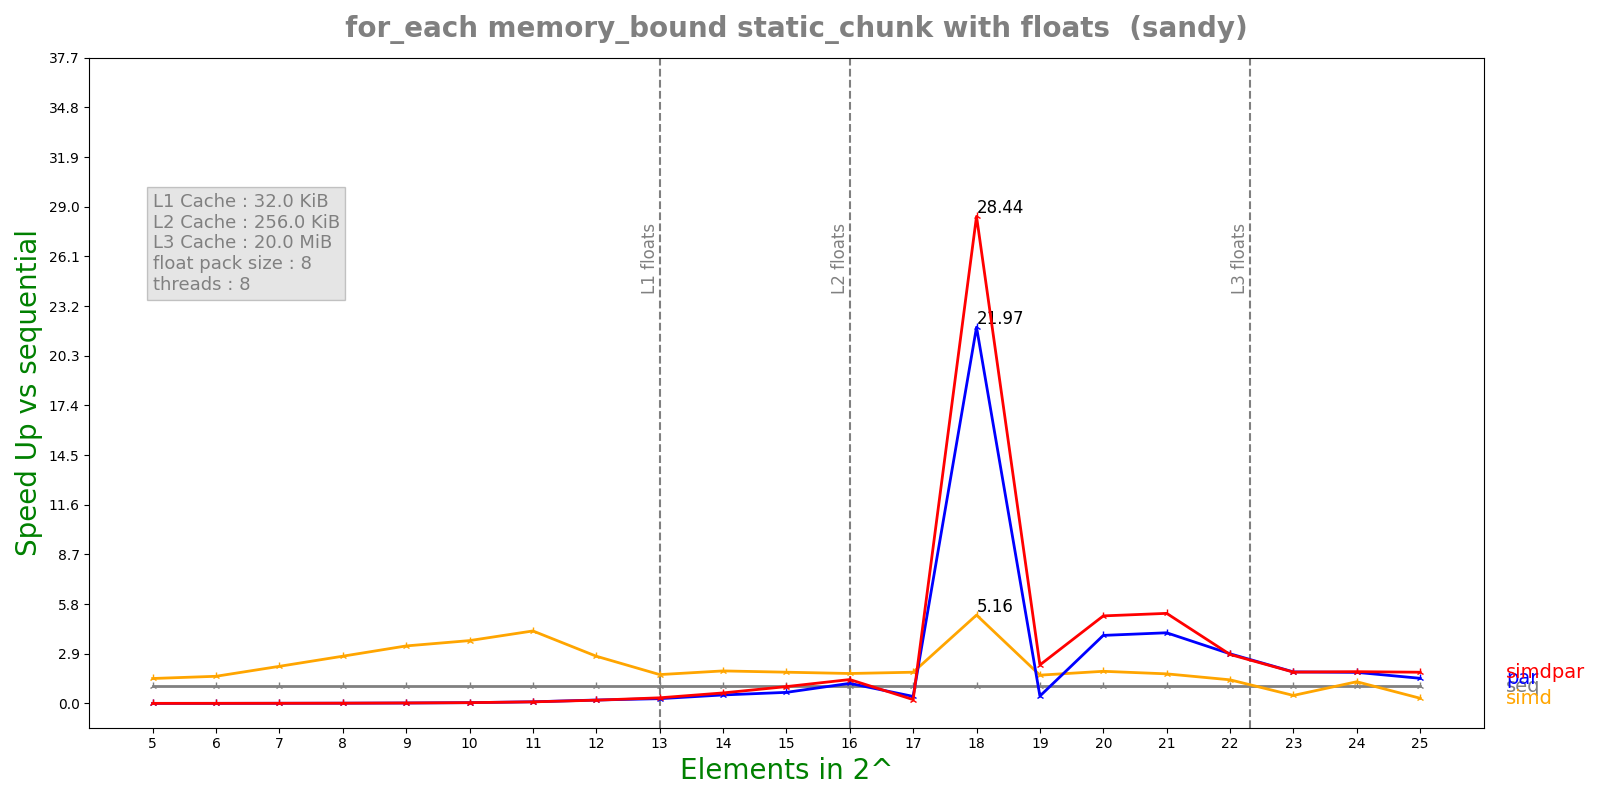 for_each memory_bound static_chunk with floats (sandy)
37.7
34.8
31.9
29.0
26.1
23.2
20.3
17.4
14.5
11.6
8.7
5.8
2.9
0.0
Speed Up vs sequential
L1 Cache : 32.0 KiB
L2 Cache : 256.0 KiB
L3 Cache : 20.0 MiB
float pack size : 8
threads : 8
L1 floats
L2 floats
L3 floats
28.44
21.97
5.16
simdpar
par
seq
simd
5 6 7 8 9 10 11 12 13 14 15 16 17 18 19 20 21 22 23 24 25
Elements in 2^